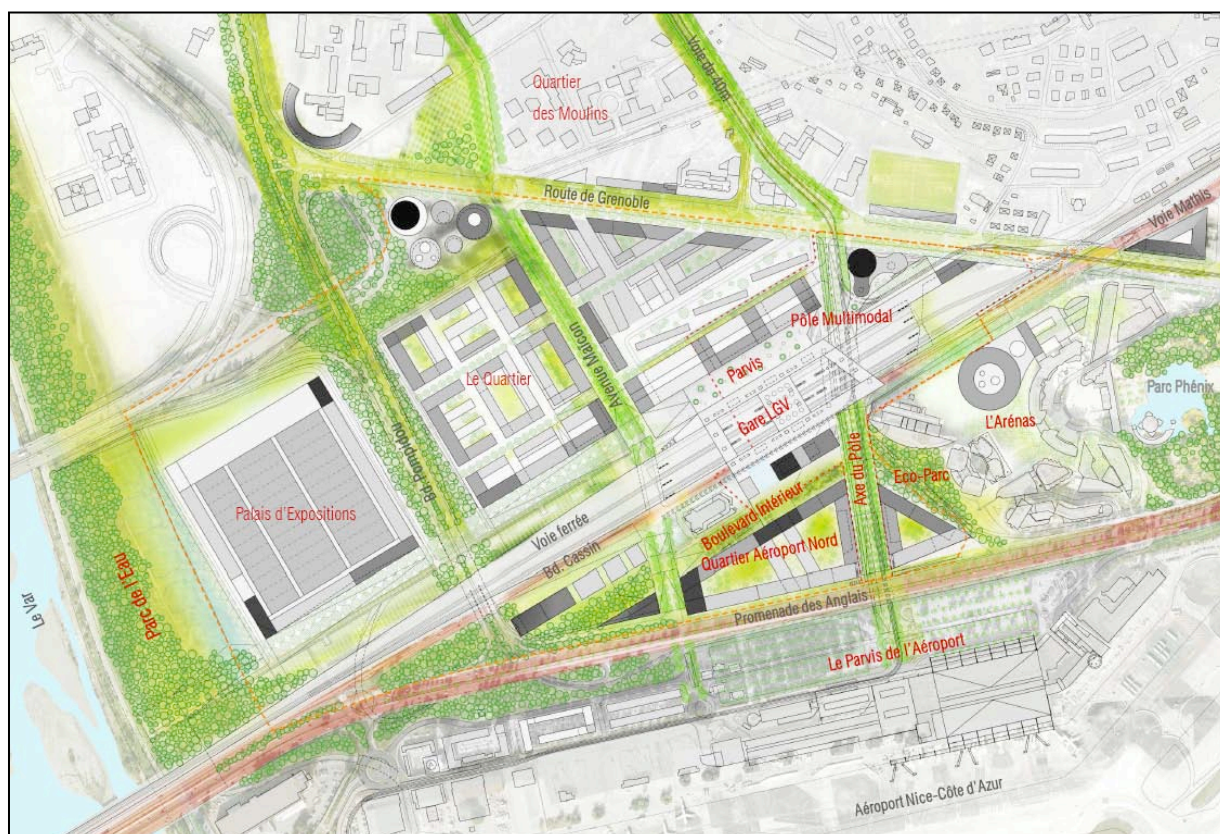 Quartier
des Moulins
Voie de 40m
Route de Grenoble
Voie Mathis
Pôle Multimodal
Parvis
Avenue Malcon
Le Quartier
Gare LGV
L'Arénas
Parc Phénix
Bd. Pompidou
Axe du Pôle
Eco-Parc
Palais d'Expositions
Boulevard Intérieur
Voie ferrée
Bd. Cassin
Quartier Aéroport Nord
Parc de l'Eau
Le Var
Promenade des Anglais
Le Parvis de l'Aéroport
Aéroport Nice-Côte d'Azur